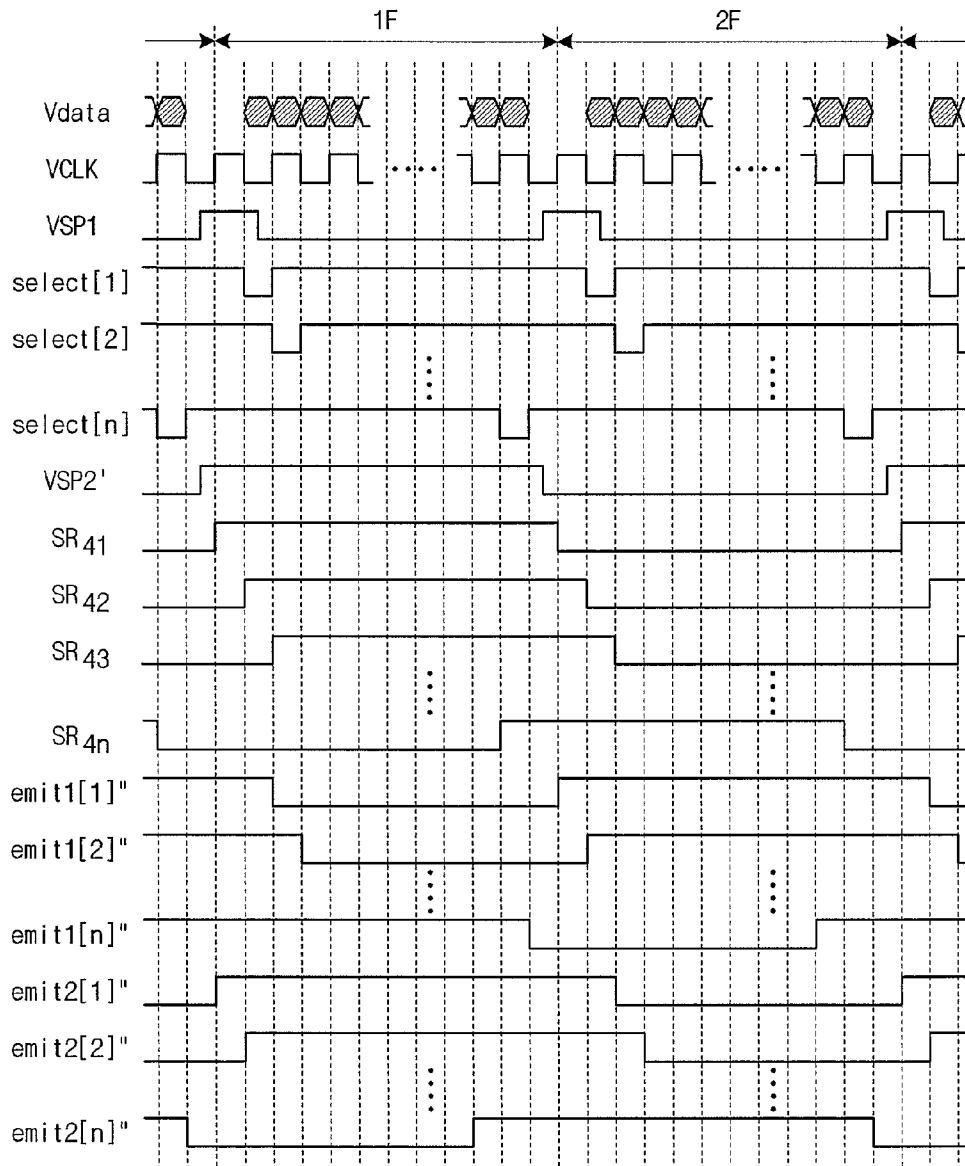 1F 2F
Vdata
VCLK
VSP1
select[1]
select[2]
select[n]
VSP2'
SR41
SR42
SR43
SR4n
emit1[1]"
emit1[2]"
emit1[n]"
emit2[1]"
emit2[2]"
emit2[n]"